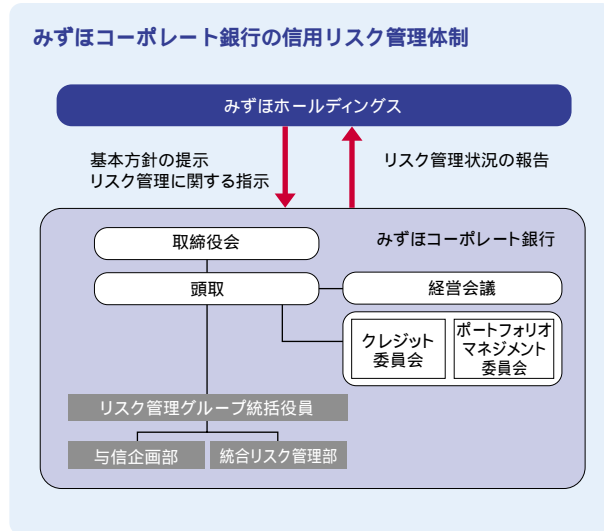 みずほコーポレート銀行の信用リスク管理体制
みずほホールディングス
基本方針の提示
リスク管理に関する指示
リスク管理状況の報告
みずほコーポレート銀行
取締役会
頭取
経営会議
クレジット
委員会
ポートフォリオ
マネジメント
委員会
リスク管理グループ統括役員
与信企画部
統合リスク管理部